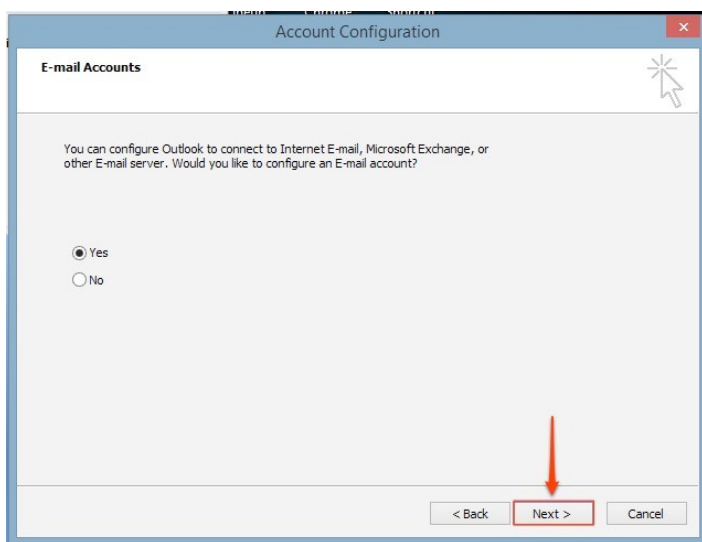 Account Configuration
E-mail Accounts
You can configure Outlook to connect to Internet E-mail, Microsoft Exchange, or
other E-mail server. Would you like to configure an E-mail account?
Yes
No
< Back Next > Cancel